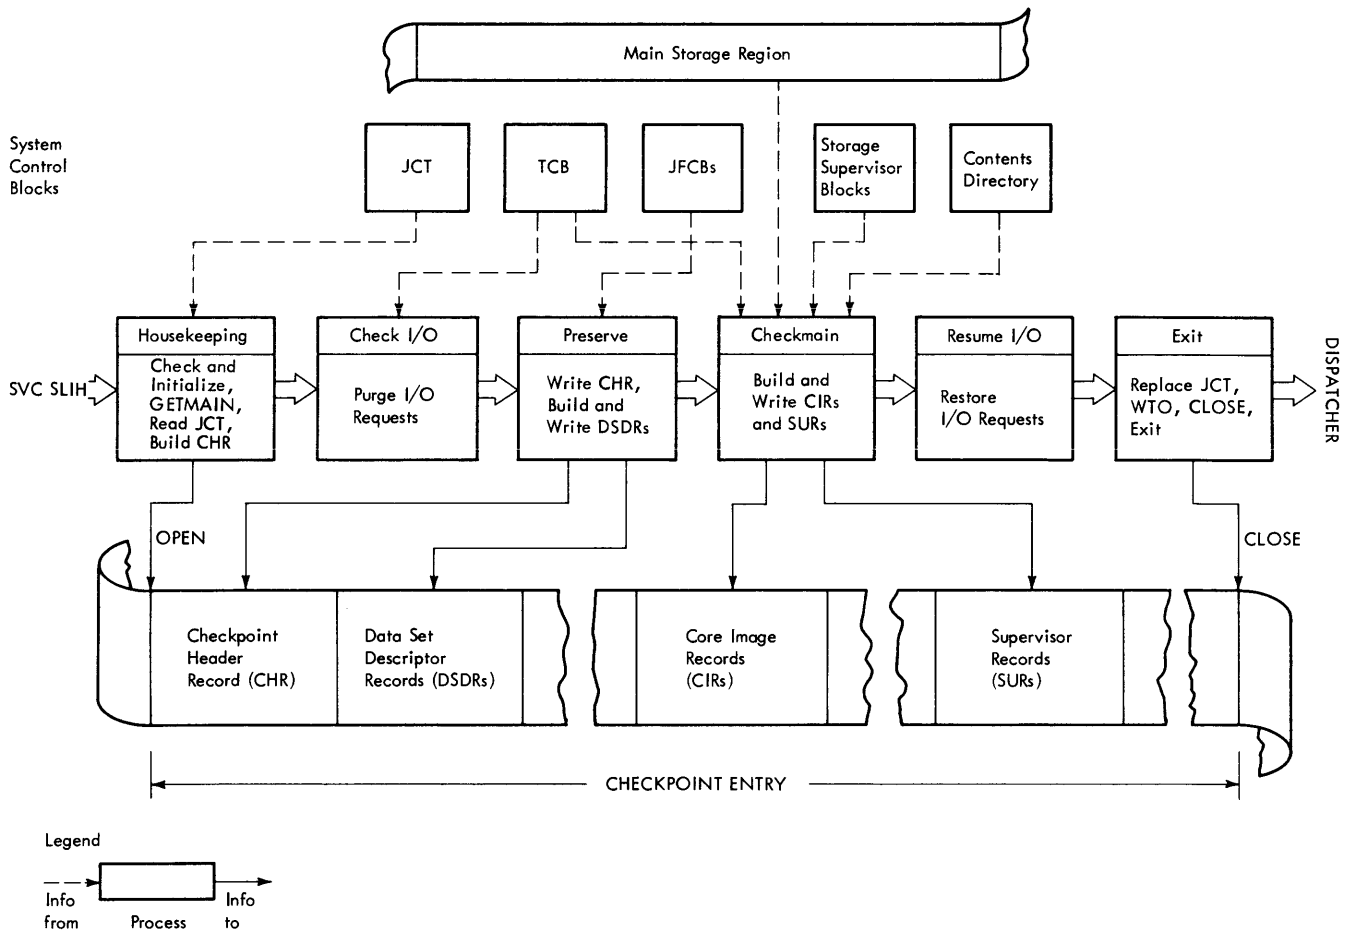 Main Storage Region
System
Control
Blocks
JCT
TCB
JFCBs
Storage
Supervisor
Blocks
Contents
Directory
SVC SLIH
Housekeeping
Check and
Initialize,
GETMAIN,
Read JCT,
Build CHR
Check I/O
Purge I/O
Requests
Preserve
Write CHR,
Build and
Write DSDRs
Checkmain
Build and
Write CIRs
and SURs
Resume I/O
Restore
I/O Requests
Exit
Replace JCT,
WTO, CLOSE,
Exit
DISPATCHER
OPEN
CLOSE
Checkpoint
Header
Record (CHR)
Data Set
Descriptor
Records (DSDRs)
Core Image
Records
(CIRs)
Supervisor
Records
(SURs)
CHECKPOINT ENTRY
Legend
Info
from
Process
Info
to